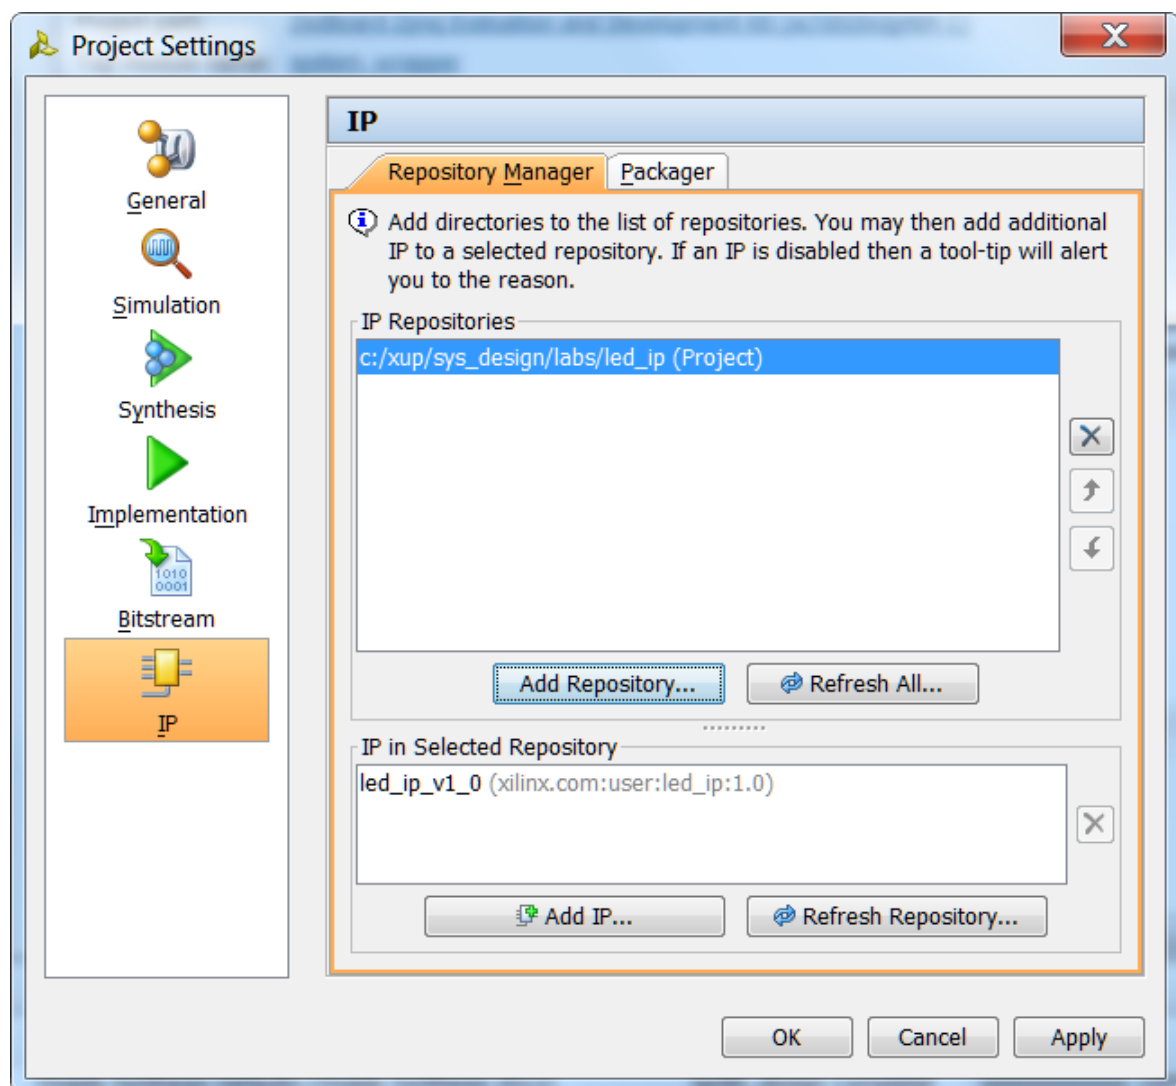 Project Settings
General
Simulation
Synthesis
Implementation
Bitstream
IP
IP
Repository Manager
Packager
Add directories to the list of repositories. You may then add additional
IP to a selected repository. If an IP is disabled then a tool-tip will alert
you to the reason.
IP Repositories
c:/xup/sys_design/labs/led_ip (Project)
Add Repository...
Refresh All...
IP in Selected Repository
led_ip_v1_0 (xilinx.com:user:led_ip:1.0)
Add IP...
Refresh Repository...
OK
Cancel
Apply